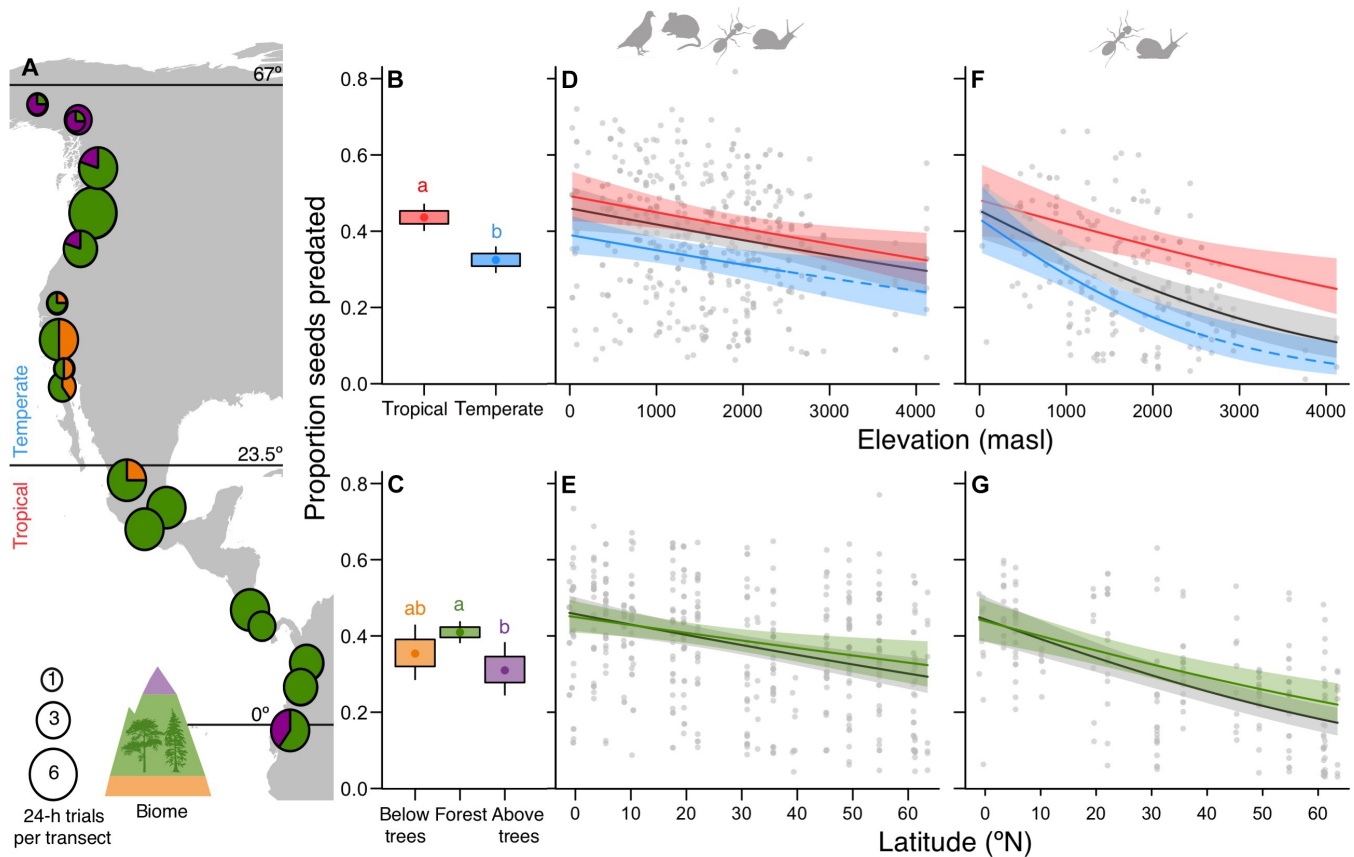 A
67º
Temperate
23.5º
Tropical
0º
1
3
6
24-h trials
per transect
Biome
Proportion seeds predated
B
0.8
0.6
0.4
0.2
0.0
a
b
Tropical Temperate
D
0 1000 2000 3000 4000
F
0 1000 2000 3000 4000
Elevation (masl)
C
0.8
0.6
0.4
0.2
0.0
ab
a
b
Below Forest Above
trees trees
E
0 10 20 30 40 50 60
G
0 10 20 30 40 50 60
Latitude (ºN)